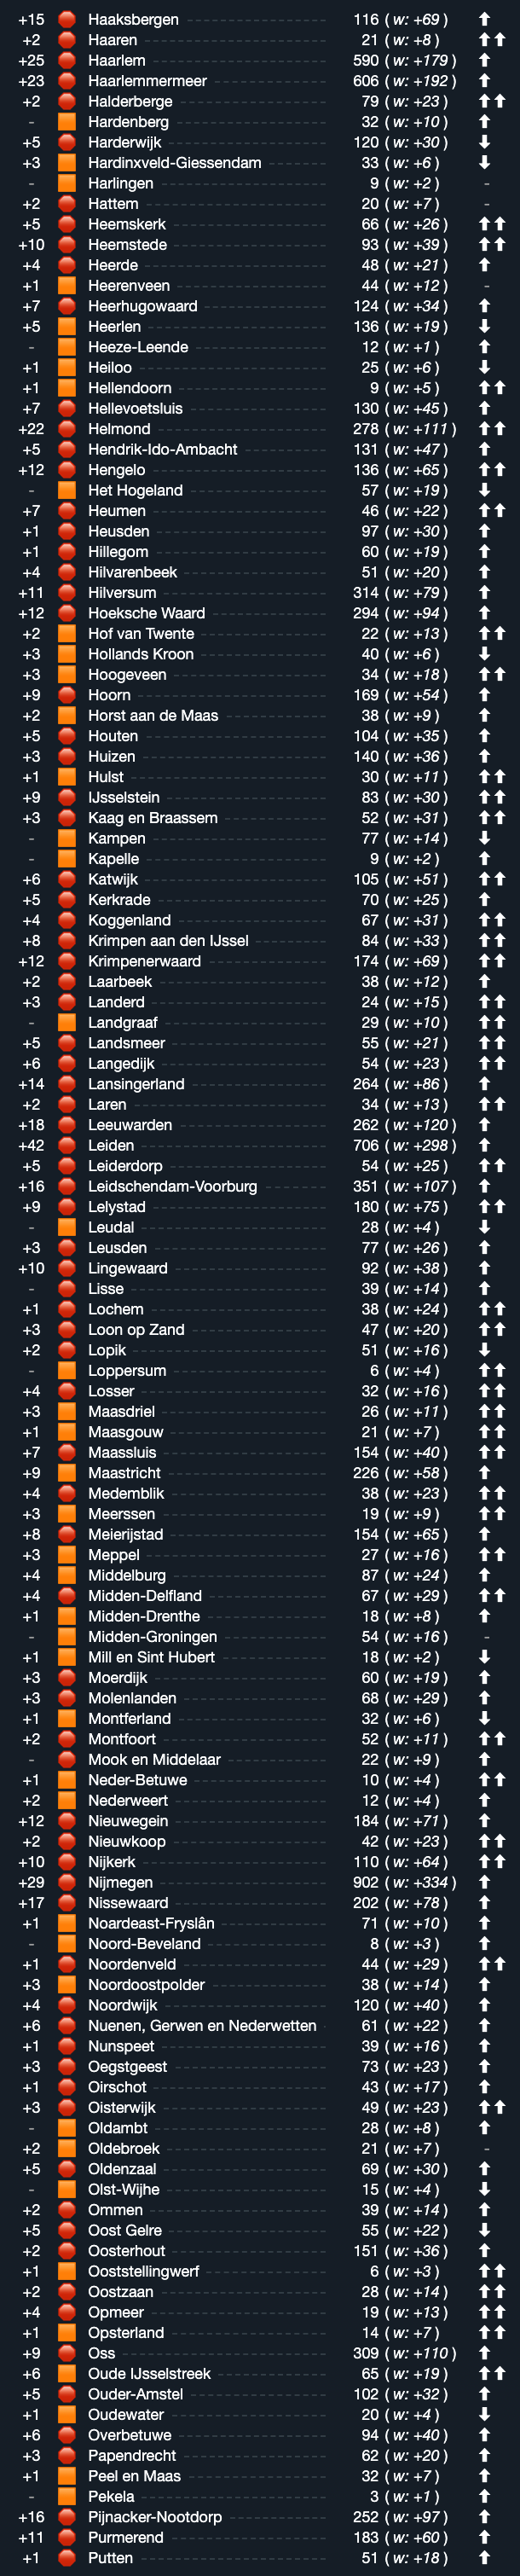 +15 Haaksbergen 116 ( w: +69 )
+2 Haaren 21 ( w: +8 )
+25 Haarlem 590 ( w: +179 )
+23 Haarlemmermeer 606 ( w: +192 )
+2 Halderberge 79 ( w: +23 )
- Hardenberg 32 ( w: +10 )
+5 Harderwijk 120 ( w: +30 )
+3 Hardinxveld-Giessendam 33 ( w: +6 )
- Harlingen 9 ( w: +2 ) -
+2 Hattem 20 ( w: +7 ) -
+5 Heemskerk 66 ( w: +26 )
+10 Heemstede 93 ( w: +39 )
+4 Heerde 48 ( w: +21 )
+1 Heerenveen 44 ( w: +12 ) -
+7 Heerhugowaard 124 ( w: +34 )
+5 Heerlen 136 ( w: +19 )
- Heeze-Leende 12 ( w: +1 )
+1 Heiloo 25 ( w: +6 )
+1 Hellendoorn 9 ( w: +5 )
+7 Hellevoetsluis 130 ( w: +45 )
+22 Helmond 278 ( w: +111 )
+5 Hendrik-Ido-Ambacht 131 ( w: +47 )
+12 Hengelo 136 ( w: +65 )
- Het Hogeland 57 ( w: +19 )
+7 Heumen 46 ( w: +22 )
+1 Heusden 97 ( w: +30 )
+1 Hillegom 60 ( w: +19 )
+4 Hilvarenbeek 51 ( w: +20 )
+11 Hilversum 314 ( w: +79 )
+12 Hoeksche Waard 294 ( w: +94 )
+2 Hof van Twente 22 ( w: +13 )
+3 Hollands Kroon 40 ( w: +6 )
+3 Hoogeveen 34 ( w: +18 )
+9 Hoorn 169 ( w: +54 )
+2 Horst aan de Maas 38 ( w: +9 )
+5 Houten 104 ( w: +35 )
+3 Huizen 140 ( w: +36 )
+1 Hulst 30 ( w: +11 )
+9 IJsselstein 83 ( w: +30 )
+3 Kaag en Braassem 52 ( w: +31 )
- Kampen 77 ( w: +14 )
- Kapelle 9 ( w: +2 )
+6 Katwijk 105 ( w: +51 )
+5 Kerkrade 70 ( w: +25 )
+4 Koggenland 67 ( w: +31 )
+8 Krimpen aan den IJssel 84 ( w: +33 )
+12 Krimpenerwaard 174 ( w: +69 )
+2 Laarbeek 38 ( w: +12 )
+3 Landerd 24 ( w: +15 )
- Landgraaf 29 ( w: +10 )
+5 Landsmeer 55 ( w: +21 )
+6 Langedijk 54 ( w: +23 )
+14 Lansingerland 264 ( w: +86 )
+2 Laren 34 ( w: +13 )
+18 Leeuwarden 262 ( w: +120 )
+42 Leiden 706 ( w: +298 )
+5 Leiderdorp 54 ( w: +25 )
+16 Leidschendam-Voorburg 351 ( w: +107 )
+9 Lelystad 180 ( w: +75 )
- Leudal 28 ( w: +4 )
+3 Leusden 77 ( w: +26 )
+10 Lingewaard 92 ( w: +38 )
- Lisse 39 ( w: +14 )
+1 Lochem 38 ( w: +24 )
+3 Loon op Zand 47 ( w: +20 )
+2 Lopik 51 ( w: +16 )
- Loppersum 6 ( w: +4 )
+4 Losser 32 ( w: +16 )
+3 Maasdriel 26 ( w: +11 )
+1 Maasgouw 21 ( w: +7 )
+7 Maassluis 154 ( w: +40 )
+9 Maastricht 226 ( w: +58 )
+4 Medemblik 38 ( w: +23 )
+3 Meerssen 19 ( w: +9 )
+8 Meierijstad 154 ( w: +65 )
+3 Meppel 27 ( w: +16 )
+4 Middelburg 87 ( w: +24 )
+4 Midden-Delfland 67 ( w: +29 )
+1 Midden-Drenthe 18 ( w: +8 )
- Midden-Groningen 54 ( w: +16 ) -
+1 Mill en Sint Hubert 18 ( w: +2 )
+3 Moerdijk 60 ( w: +19 )
+3 Molenlanden 68 ( w: +29 )
+1 Montferland 32 ( w: +6 )
+2 Montfoort 52 ( w: +11 )
- Mook en Middelaar 22 ( w: +9 )
+1 Neder-Betuwe 10 ( w: +4 )
+2 Nederweert 12 ( w: +4 )
+12 Nieuwegein 184 ( w: +71 )
+2 Nieuwkoop 42 ( w: +23 )
+10 Nijkerk 110 ( w: +64 )
+29 Nijmegen 902 ( w: +334 )
+17 Nissewaard 202 ( w: +78 )
+1 Noardeast-Fryslân 71 ( w: +10 )
- Noord-Beveland 8 ( w: +3 )
+1 Noordenveld 44 ( w: +29 )
+3 Noordoostpolder 38 ( w: +14 )
+4 Noordwijk 120 ( w: +40 )
+6 Nuenen, Gerwen en Nederwetten 61 ( w: +22 )
+1 Nunspeet 39 ( w: +16 )
+3 Oegstgeest 73 ( w: +23 )
+1 Oirschot 43 ( w: +17 )
+3 Oisterwijk 49 ( w: +23 )
- Oldambt 28 ( w: +8 )
+2 Oldebroek 21 ( w: +7 ) -
+5 Oldenzaal 69 ( w: +30 )
- Olst-Wijhe 15 ( w: +4 )
+2 Ommen 39 ( w: +14 )
+5 Oost Gelre 55 ( w: +22 )
+2 Oosterhout 151 ( w: +36 )
+1 Ooststellingwerf 6 ( w: +3 )
+2 Oostzaan 28 ( w: +14 )
+4 Opmeer 19 ( w: +13 )
+1 Opsterland 14 ( w: +7 )
+9 Oss 309 ( w: +110 )
+6 Oude IJsselstreek 65 ( w: +19 )
+5 Ouder-Amstel 102 ( w: +32 )
+1 Oudewater 20 ( w: +4 )
+6 Overbetuwe 94 ( w: +40 )
+3 Papendrecht 62 ( w: +20 )
+1 Peel en Maas 32 ( w: +7 )
- Pekela 3 ( w: +1 )
+16 Pijnacker-Nootdorp 252 ( w: +97 )
+11 Purmerend 183 ( w: +60 )
+1 Putten 51 ( w: +18 )